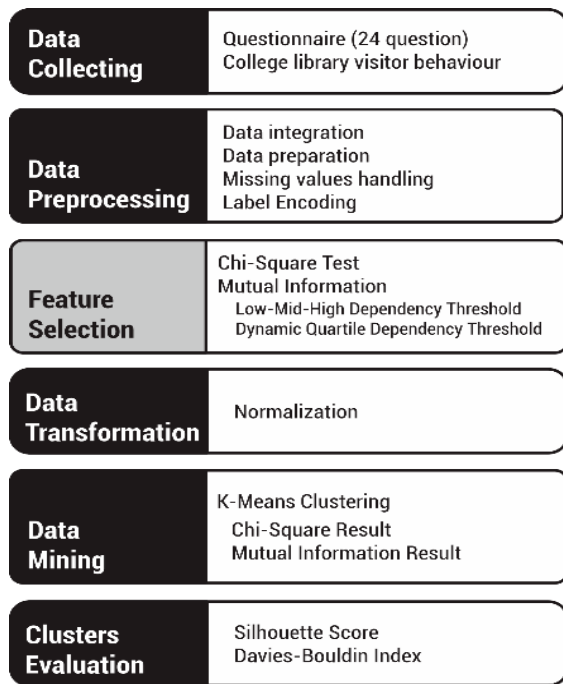 Data
Collecting
Questionnaire (24 question)
College library visitor behaviour
Data
Preprocessing
Data integration
Data preparation
Missing values handling
Label Encoding
Feature
Selection
Chi-Square Test
Mutual Information
Low-Mid-High Dependency Threshold
Dynamic Quartile Dependency Threshold
Data
Transformation
Normalization
Data
Mining
K-Means Clustering
Chi-Square Result
Mutual Information Result
Clusters
Evaluation
Silhouette Score
Davies-Bouldin Index